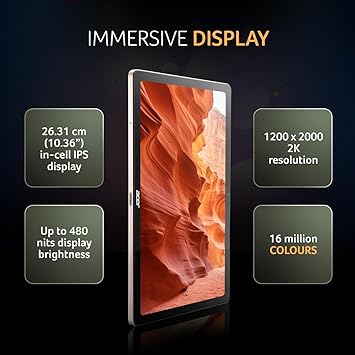 IMMERSIVE DISPLAY
26.31 cm
(10.36”)
in-cell IPS
display
1200 x 2000
2K
resolution
acer
Up to 480
nits display
brightness
16 million
COLOURS